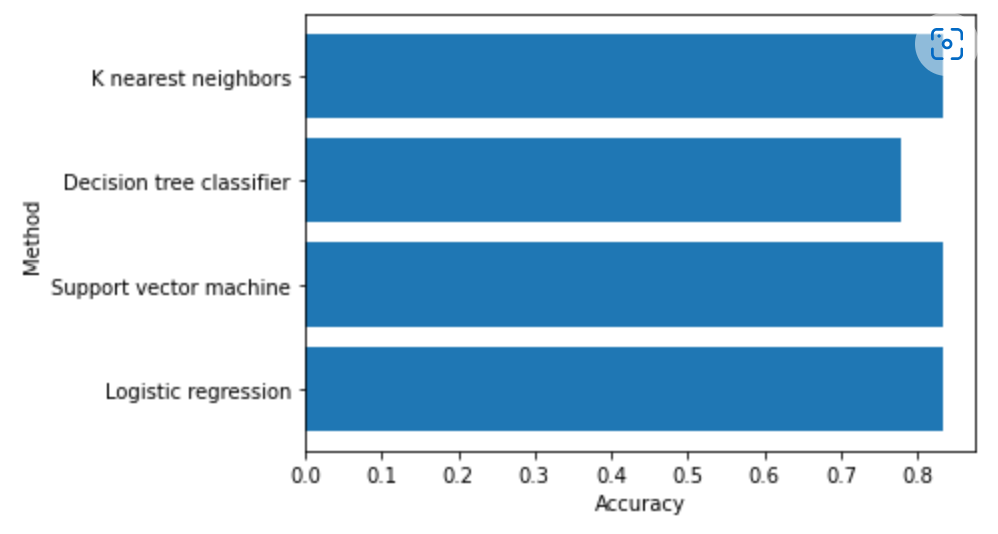 K nearest neighbors
Decision tree classifier
Support vector machine
Logistic regression
Method
0.0 0.1 0.2 0.3 0.4 0.5 0.6 0.7 0.8
Accuracy